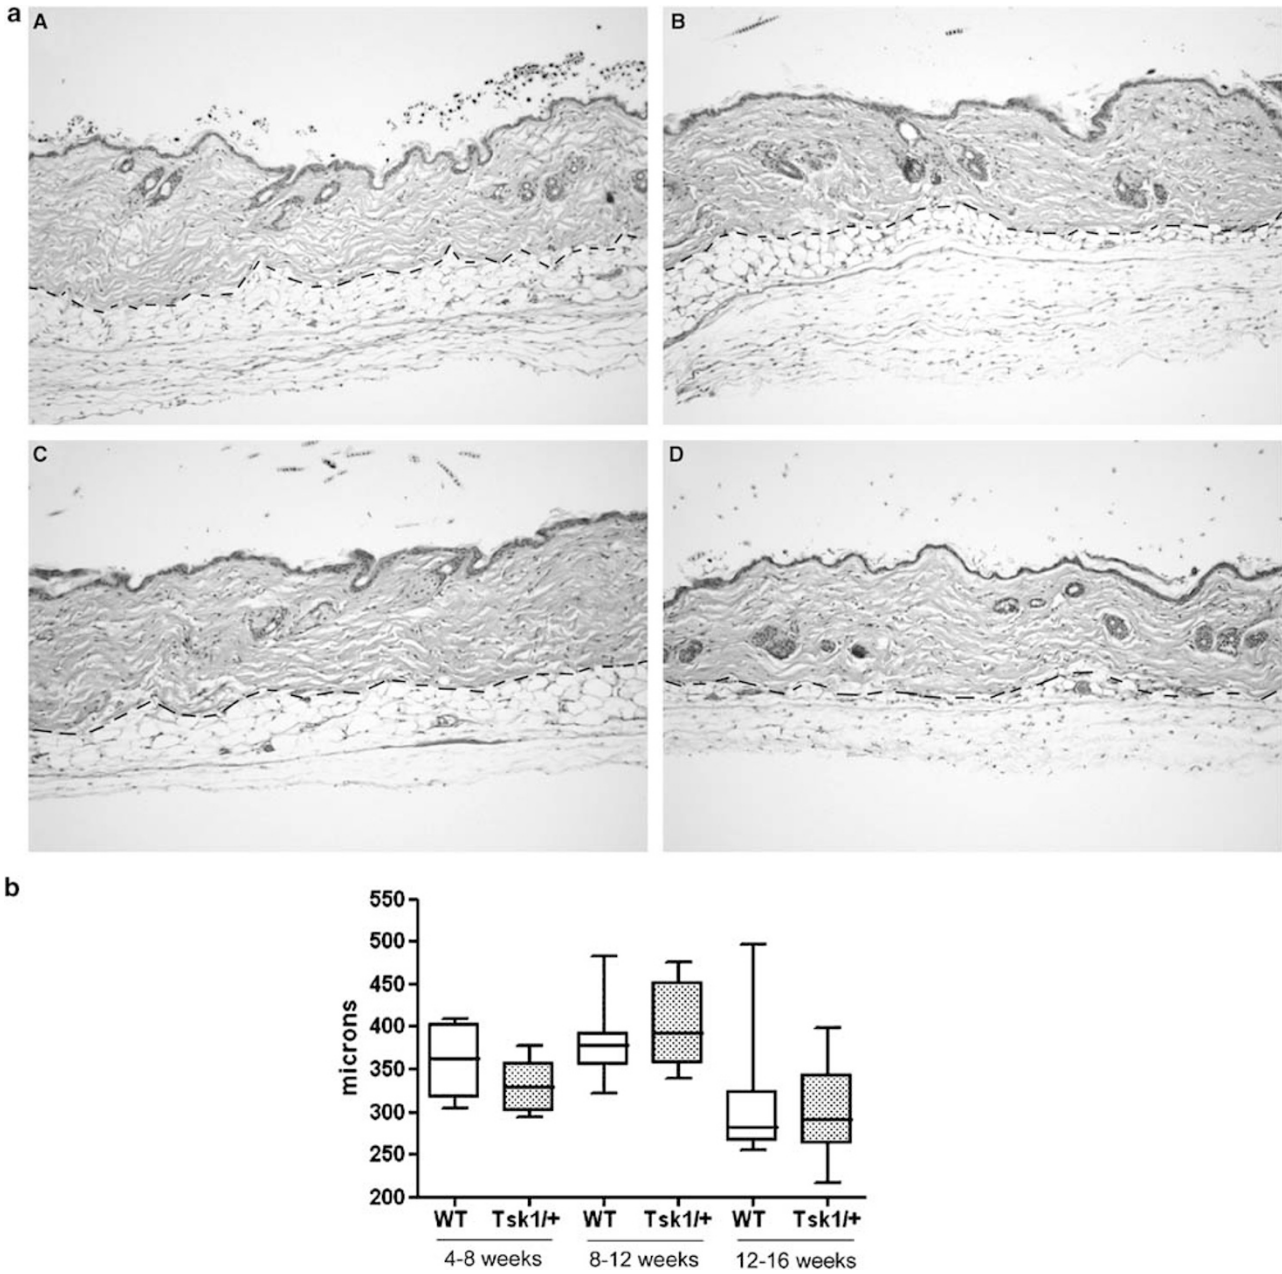 a
A
B
C
D
b
550
500
450
400
350
300
250
200
microns
WT Tsk1/+ WT Tsk1/+ WT Tsk1/+
4-8 weeks 8-12 weeks 12-16 weeks